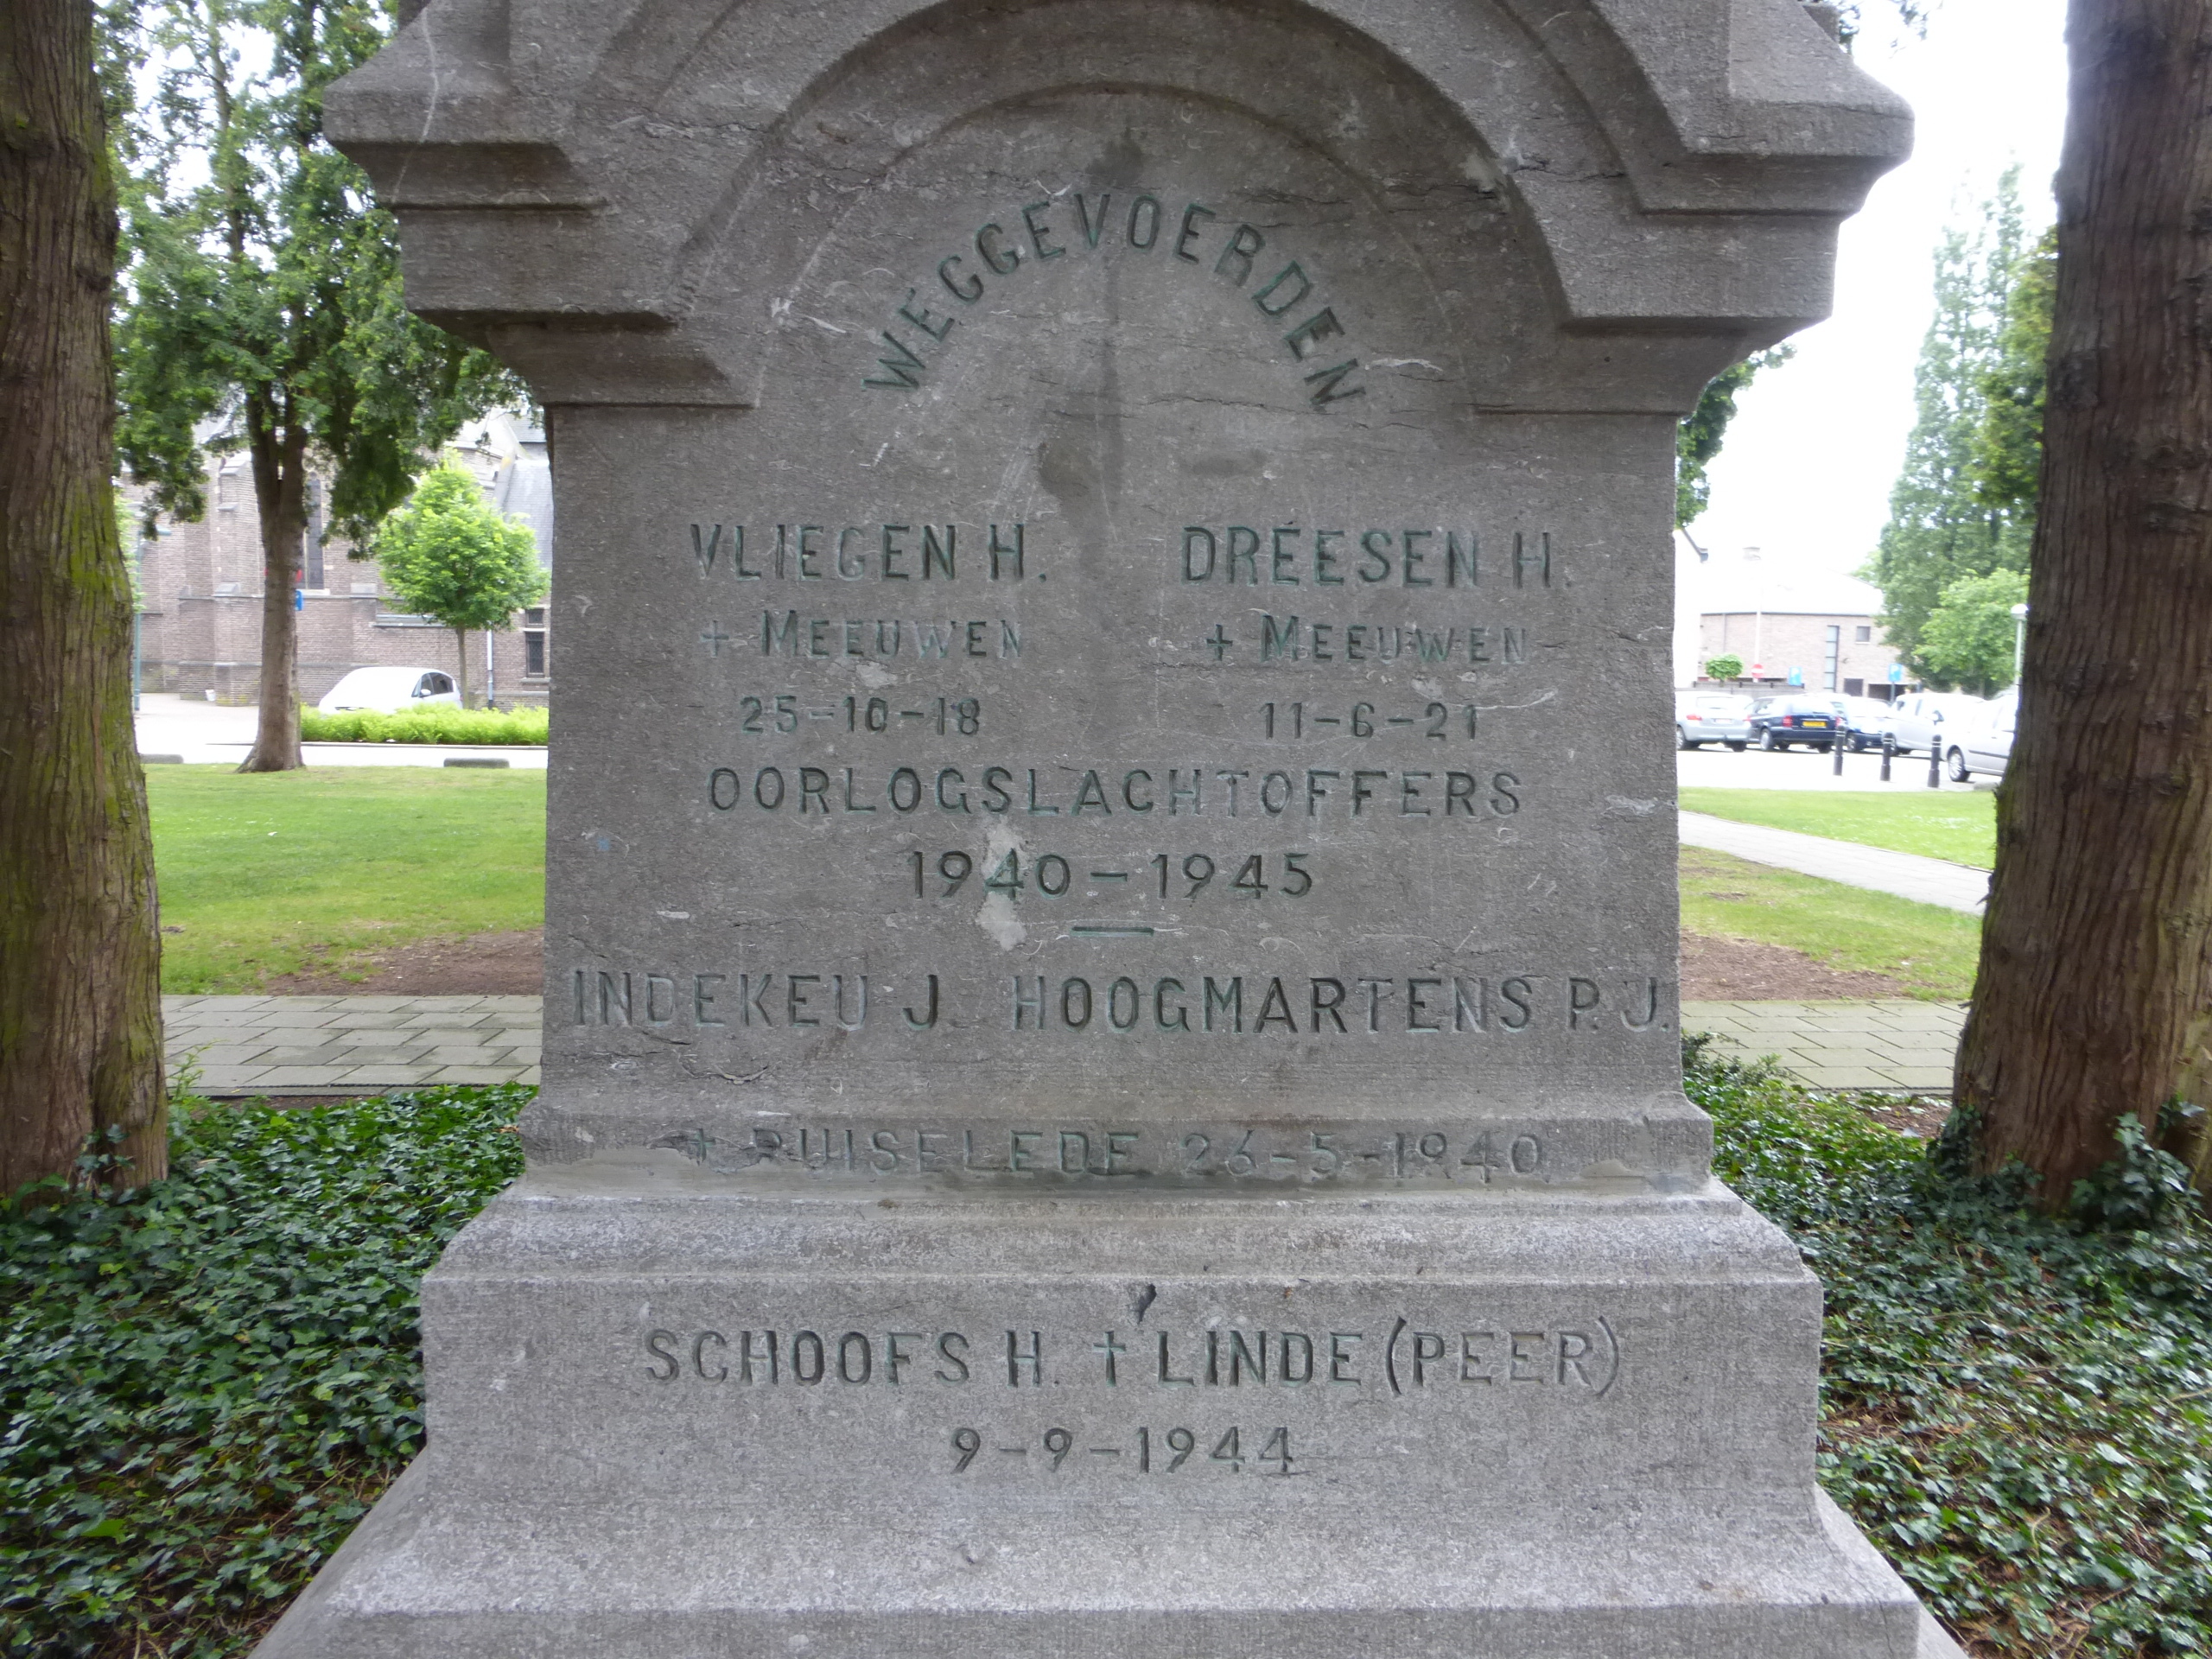 WEGGEVOERDEN
VLIEGEN H. DREESEN H.
+ MEEUWEN + MEEUWEN
25-10-18 11-6-21
OORLOGSLACHTOFFERS
1940-1945
INDEKEU J. HOOGMARTENS P.J.
+ RUISELEDE 26-5-1940
SCHOOFS H. + LINDE (PEER)
9-9-1944